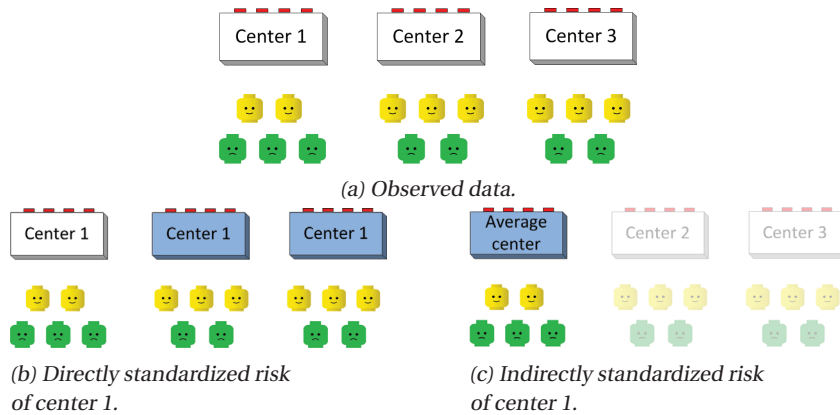 Center 1
Center 2
Center 3
(a) Observed data.
Center 1
Center 1
Center 1
Average
center
Center 2
Center 3
(b) Directly standardized risk
of center 1.
(c) Indirectly standardized risk
of center 1.